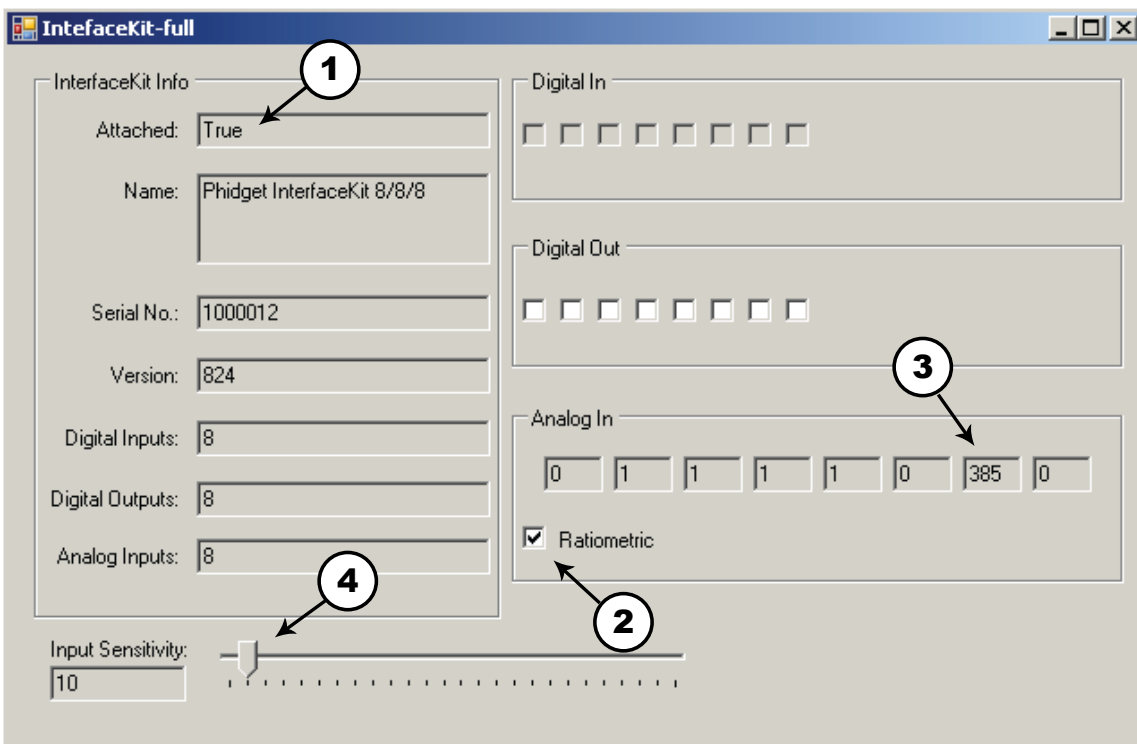 IntefaceKit-full
1
InterfaceKit Info
Attached: True
Name: Phidget InterfaceKit 8/8/8
Serial No.: 1000012
Version: 824
Digital Inputs: 8
Digital Outputs: 8
Analog Inputs: 8
4
Input Sensitivity:
10
Digital In
Digital Out
3
Analog In
0 1 1 1 1 0 385 0
Ratiometric
2